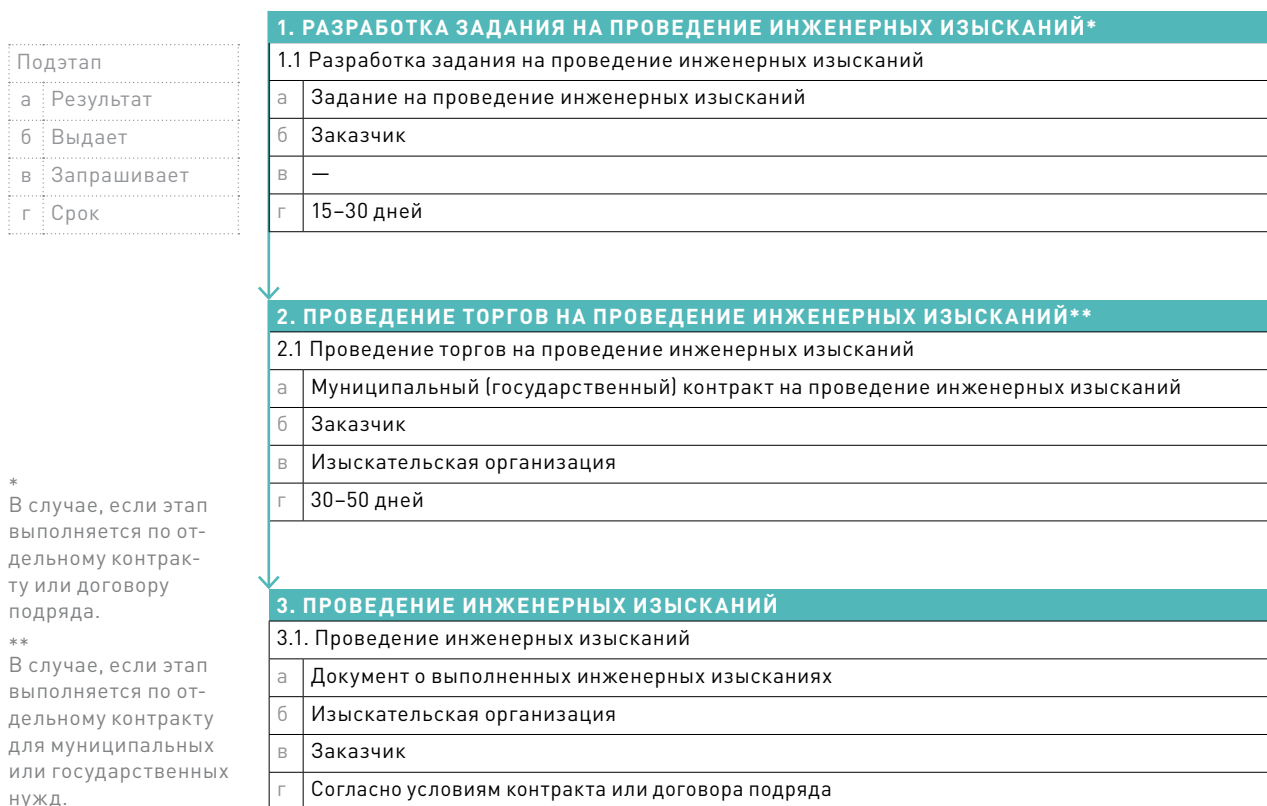 Подэтап
а Результат
б Выдает
в Запрашивает
г Срок
1. РАЗРАБОТКА ЗАДАНИЯ НА ПРОВЕДЕНИЕ ИНЖЕНЕРНЫХ ИЗЫСКАНИЙ*
1.1 Разработка задания на проведение инженерных изысканий
а Задание на проведение инженерных изысканий
б Заказчик
в —
г 15–30 дней
2. ПРОВЕДЕНИЕ ТОРГОВ НА ПРОВЕДЕНИЕ ИНЖЕНЕРНЫХ ИЗЫСКАНИЙ**
2.1 Проведение торгов на проведение инженерных изысканий
а Муниципальный (государственный) контракт на проведение инженерных изысканий
б Заказчик
в Изыскательская организация
г 30–50 дней
3. ПРОВЕДЕНИЕ ИНЖЕНЕРНЫХ ИЗЫСКАНИЙ
3.1. Проведение инженерных изысканий
а Документ о выполненных инженерных изысканиях
б Изыскательская организация
в Заказчик
г Согласно условиям контракта или договора подряда
*
В случае, если этап
выполняется по от-
дельному контрак-
ту или договору
подряда.
**
В случае, если этап
выполняется по от-
дельному контракту
для муниципальных
или государственных
нужд.